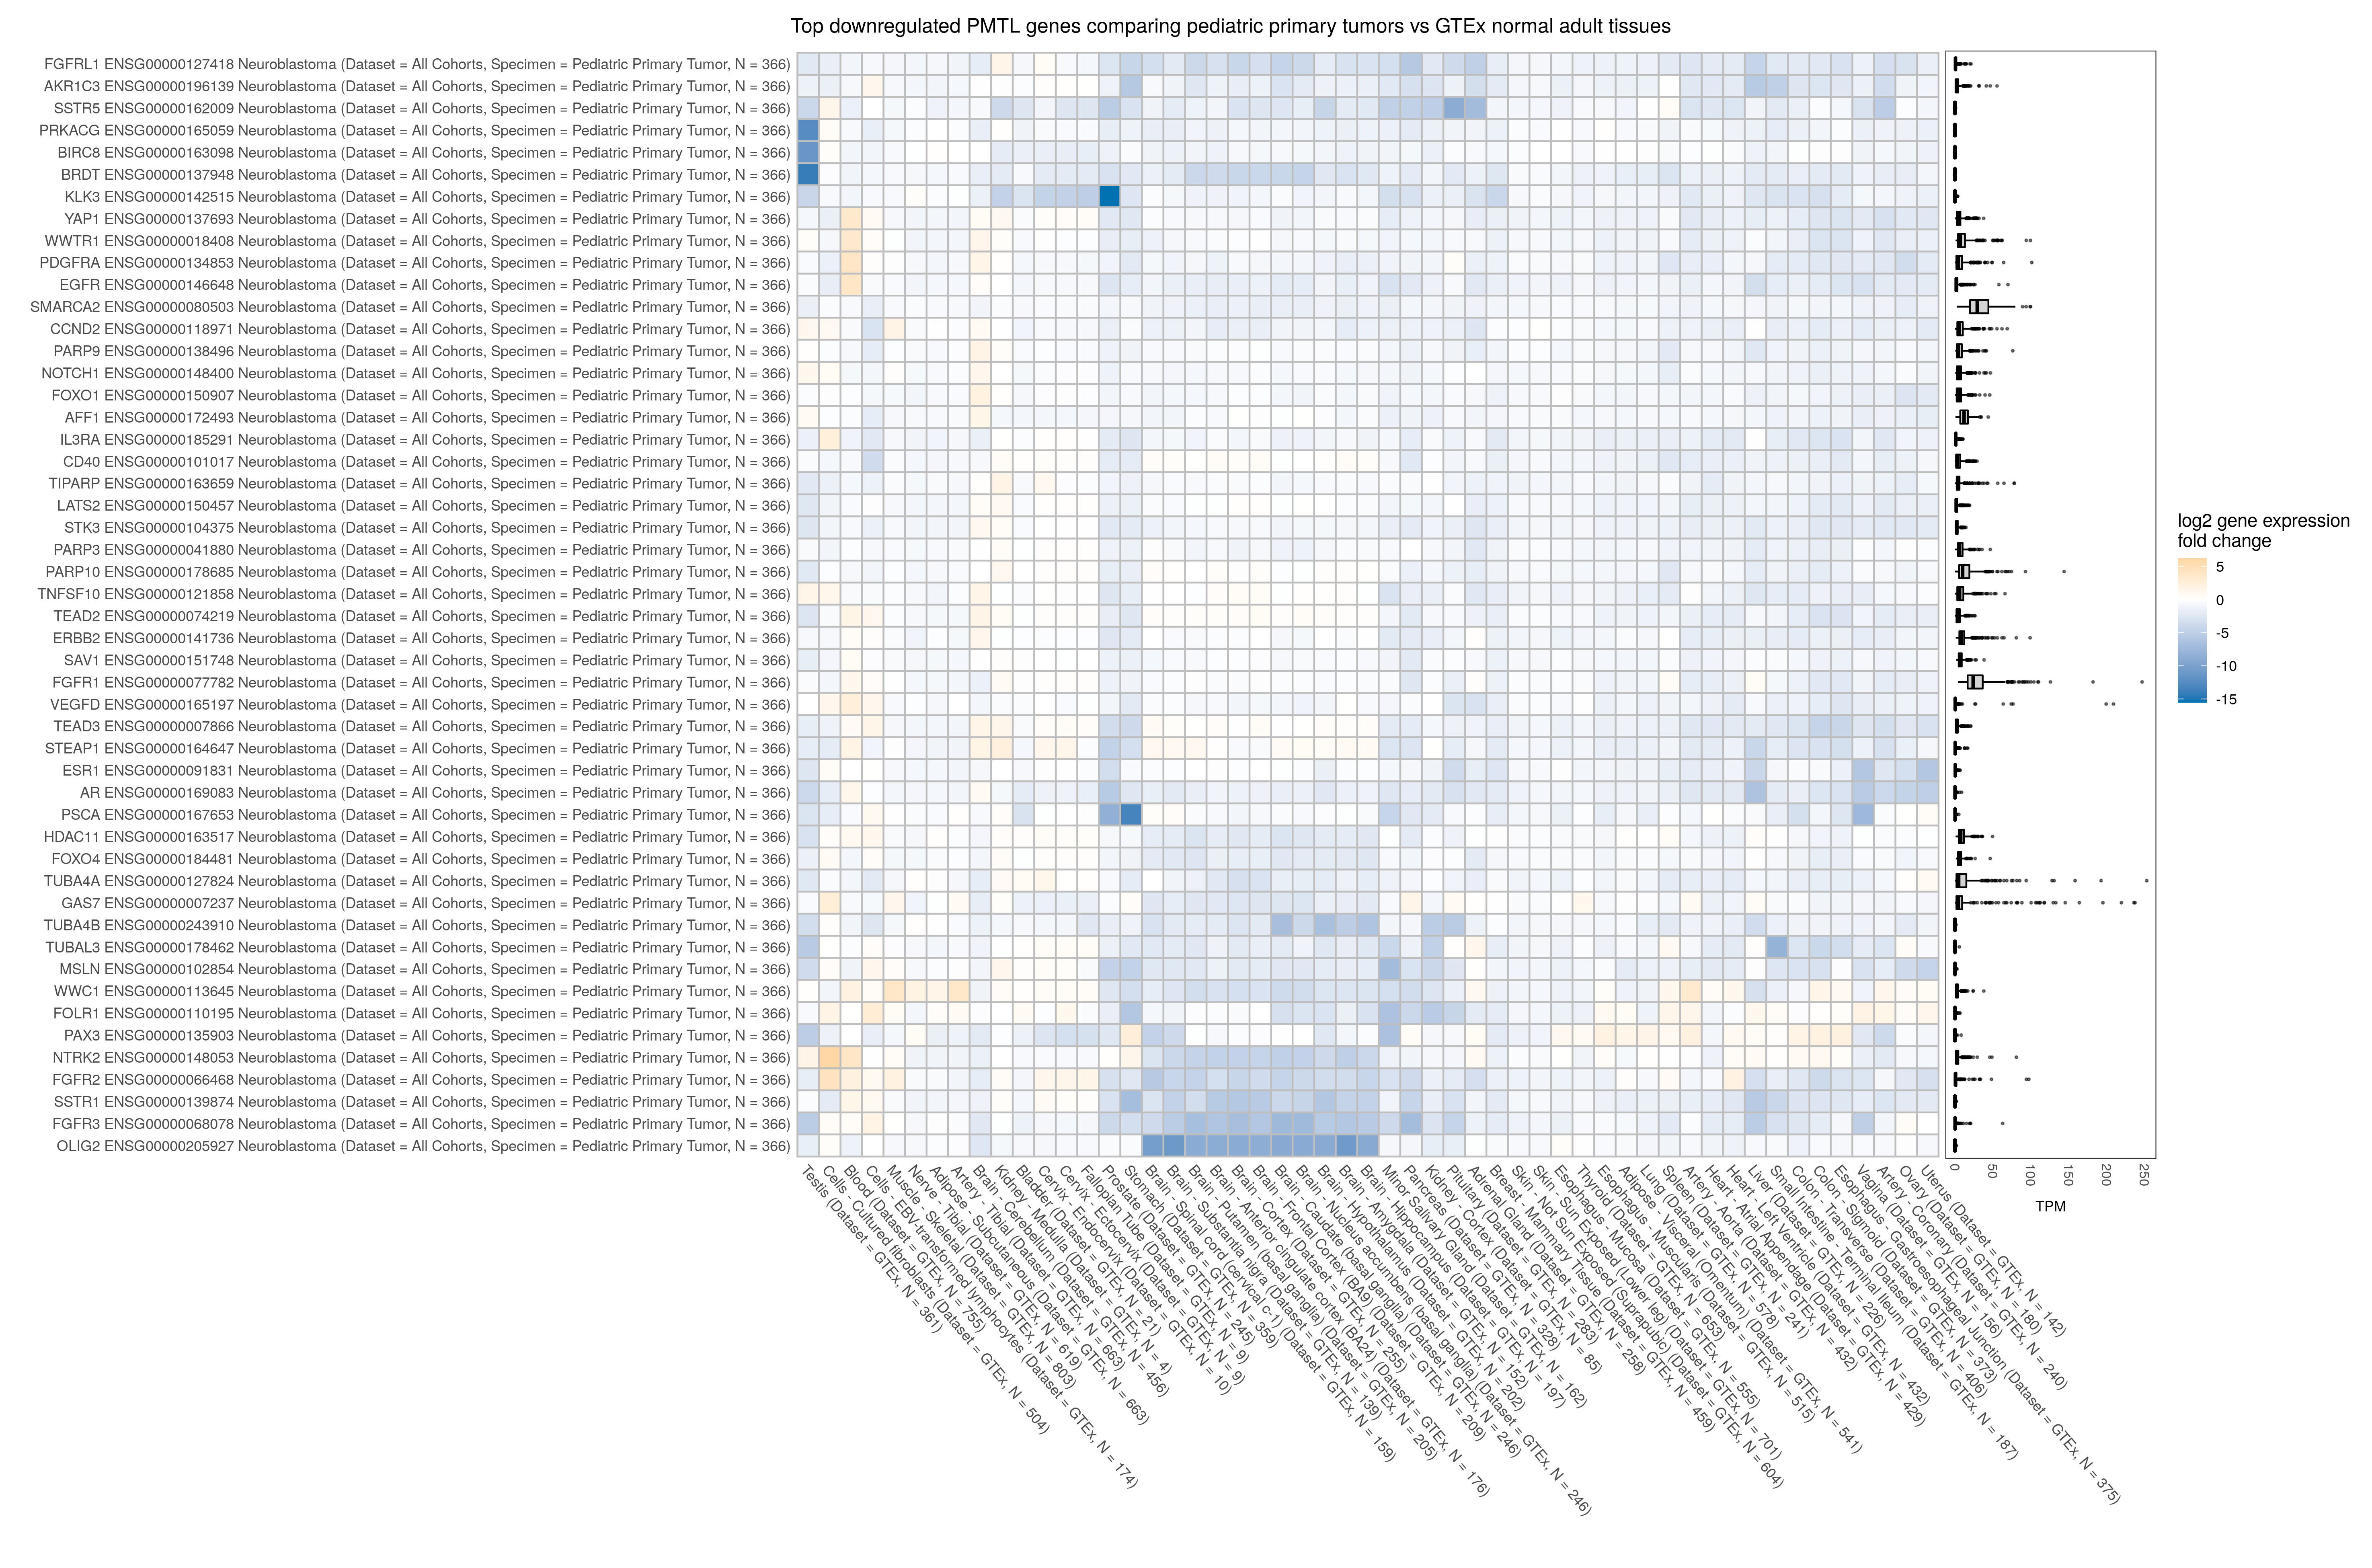 Top downregulated PMTL genes comparing pediatric primary tumors vs GTEx normal adult tissues
FGFRL1 ENSG00000127418 Neuroblastoma (Dataset = All Cohorts, Specimen = Pediatric Primary Tumor, N = 366)
AKR1C3 ENSG00000196139 Neuroblastoma (Dataset = All Cohorts, Specimen = Pediatric Primary Tumor, N = 366)
SSTR5 ENSG00000162009 Neuroblastoma (Dataset = All Cohorts, Specimen = Pediatric Primary Tumor, N = 366)
PRKACG ENSG00000165059 Neuroblastoma (Dataset = All Cohorts, Specimen = Pediatric Primary Tumor, N = 366)
BIRC8 ENSG00000163098 Neuroblastoma (Dataset = All Cohorts, Specimen = Pediatric Primary Tumor, N = 366)
BRDT ENSG00000137948 Neuroblastoma (Dataset = All Cohorts, Specimen = Pediatric Primary Tumor, N = 366)
KLK3 ENSG00000142515 Neuroblastoma (Dataset = All Cohorts, Specimen = Pediatric Primary Tumor, N = 366)
YAP1 ENSG00000137693 Neuroblastoma (Dataset = All Cohorts, Specimen = Pediatric Primary Tumor, N = 366)
WWTR1 ENSG00000018408 Neuroblastoma (Dataset = All Cohorts, Specimen = Pediatric Primary Tumor, N = 366)
PDGFRA ENSG00000134853 Neuroblastoma (Dataset = All Cohorts, Specimen = Pediatric Primary Tumor, N = 366)
EGFR ENSG00000146648 Neuroblastoma (Dataset = All Cohorts, Specimen = Pediatric Primary Tumor, N = 366)
SMARCA2 ENSG00000080503 Neuroblastoma (Dataset = All Cohorts, Specimen = Pediatric Primary Tumor, N = 366)
CCND2 ENSG00000118971 Neuroblastoma (Dataset = All Cohorts, Specimen = Pediatric Primary Tumor, N = 366)
PARP9 ENSG00000138496 Neuroblastoma (Dataset = All Cohorts, Specimen = Pediatric Primary Tumor, N = 366)
NOTCH1 ENSG00000148400 Neuroblastoma (Dataset = All Cohorts, Specimen = Pediatric Primary Tumor, N = 366)
FOXO1 ENSG00000150907 Neuroblastoma (Dataset = All Cohorts, Specimen = Pediatric Primary Tumor, N = 366)
AFF1 ENSG00000172493 Neuroblastoma (Dataset = All Cohorts, Specimen = Pediatric Primary Tumor, N = 366)
IL3RA ENSG00000185291 Neuroblastoma (Dataset = All Cohorts, Specimen = Pediatric Primary Tumor, N = 366)
CD40 ENSG00000101017 Neuroblastoma (Dataset = All Cohorts, Specimen = Pediatric Primary Tumor, N = 366)
TIPARP ENSG00000163659 Neuroblastoma (Dataset = All Cohorts, Specimen = Pediatric Primary Tumor, N = 366)
LATS2 ENSG00000150457 Neuroblastoma (Dataset = All Cohorts, Specimen = Pediatric Primary Tumor, N = 366)
STK3 ENSG00000104375 Neuroblastoma (Dataset = All Cohorts, Specimen = Pediatric Primary Tumor, N = 366)
PARP3 ENSG00000041880 Neuroblastoma (Dataset = All Cohorts, Specimen = Pediatric Primary Tumor, N = 366)
PARP10 ENSG00000178685 Neuroblastoma (Dataset = All Cohorts, Specimen = Pediatric Primary Tumor, N = 366)
TNFSF10 ENSG00000121858 Neuroblastoma (Dataset = All Cohorts, Specimen = Pediatric Primary Tumor, N = 366)
TEAD2 ENSG00000074219 Neuroblastoma (Dataset = All Cohorts, Specimen = Pediatric Primary Tumor, N = 366)
ERBB2 ENSG00000141736 Neuroblastoma (Dataset = All Cohorts, Specimen = Pediatric Primary Tumor, N = 366)
SAV1 ENSG00000151748 Neuroblastoma (Dataset = All Cohorts, Specimen = Pediatric Primary Tumor, N = 366)
FGFR1 ENSG00000077782 Neuroblastoma (Dataset = All Cohorts, Specimen = Pediatric Primary Tumor, N = 366)
VEGFD ENSG00000165197 Neuroblastoma (Dataset = All Cohorts, Specimen = Pediatric Primary Tumor, N = 366)
TEAD3 ENSG00000007866 Neuroblastoma (Dataset = All Cohorts, Specimen = Pediatric Primary Tumor, N = 366)
STEAP1 ENSG00000164647 Neuroblastoma (Dataset = All Cohorts, Specimen = Pediatric Primary Tumor, N = 366)
ESR1 ENSG00000091831 Neuroblastoma (Dataset = All Cohorts, Specimen = Pediatric Primary Tumor, N = 366)
AR ENSG00000169083 Neuroblastoma (Dataset = All Cohorts, Specimen = Pediatric Primary Tumor, N = 366)
PSCA ENSG00000167653 Neuroblastoma (Dataset = All Cohorts, Specimen = Pediatric Primary Tumor, N = 366)
HDAC11 ENSG00000163517 Neuroblastoma (Dataset = All Cohorts, Specimen = Pediatric Primary Tumor, N = 366)
FOXO4 ENSG00000184481 Neuroblastoma (Dataset = All Cohorts, Specimen = Pediatric Primary Tumor, N = 366)
TUBA4A ENSG00000127824 Neuroblastoma (Dataset = All Cohorts, Specimen = Pediatric Primary Tumor, N = 366)
GAS7 ENSG00000007237 Neuroblastoma (Dataset = All Cohorts, Specimen = Pediatric Primary Tumor, N = 366)
TUBA4B ENSG00000243910 Neuroblastoma (Dataset = All Cohorts, Specimen = Pediatric Primary Tumor, N = 366)
TUBAL3 ENSG00000178462 Neuroblastoma (Dataset = All Cohorts, Specimen = Pediatric Primary Tumor, N = 366)
MSLN ENSG00000102854 Neuroblastoma (Dataset = All Cohorts, Specimen = Pediatric Primary Tumor, N = 366)
WWC1 ENSG00000113645 Neuroblastoma (Dataset = All Cohorts, Specimen = Pediatric Primary Tumor, N = 366)
FOLR1 ENSG00000110195 Neuroblastoma (Dataset = All Cohorts, Specimen = Pediatric Primary Tumor, N = 366)
PAX3 ENSG00000135903 Neuroblastoma (Dataset = All Cohorts, Specimen = Pediatric Primary Tumor, N = 366)
NTRK2 ENSG00000148053 Neuroblastoma (Dataset = All Cohorts, Specimen = Pediatric Primary Tumor, N = 366)
FGFR2 ENSG00000066468 Neuroblastoma (Dataset = All Cohorts, Specimen = Pediatric Primary Tumor, N = 366)
SSTR1 ENSG00000139874 Neuroblastoma (Dataset = All Cohorts, Specimen = Pediatric Primary Tumor, N = 366)
FGFR3 ENSG00000068078 Neuroblastoma (Dataset = All Cohorts, Specimen = Pediatric Primary Tumor, N = 366)
OLIG2 ENSG00000205927 Neuroblastoma (Dataset = All Cohorts, Specimen = Pediatric Primary Tumor, N = 366)
Testis (Dataset = GTEx, N = 361)
Cells - Cultured fibroblasts (Dataset = GTEx, N = 504)
Blood (Dataset = GTEx, N = 755)
Cells - EBV-transformed lymphocytes (Dataset = GTEx, N = 174)
Muscle - Skeletal (Dataset = GTEx, N = 803)
Nerve - Tibial (Dataset = GTEx, N = 619)
Adipose - Subcutaneous (Dataset = GTEx, N = 663)
Artery - Tibial (Dataset = GTEx, N = 663)
Brain - Cerebellum (Dataset = GTEx, N = 456)
Kidney - Medulla (Dataset = GTEx, N = 4)
Bladder (Dataset = GTEx, N = 21)
Cervix - Endocervix (Dataset = GTEx, N = 10)
Cervix - Ectocervix (Dataset = GTEx, N = 9)
Fallopian Tube (Dataset = GTEx, N = 9)
Prostate (Dataset = GTEx, N = 245)
Stomach (Dataset = GTEx, N = 359)
Brain - Spinal cord (cervical c-1) (Dataset = GTEx, N = 159)
Brain - Substantia nigra (Dataset = GTEx, N = 139)
Brain - Putamen (basal ganglia) (Dataset = GTEx, N = 205)
Brain - Anterior cingulate cortex (BA24) (Dataset = GTEx, N = 176)
Brain - Cortex (Dataset = GTEx, N = 255)
Brain - Frontal Cortex (BA9) (Dataset = GTEx, N = 209)
Brain - Caudate (basal ganglia) (Dataset = GTEx, N = 246)
Brain - Nucleus accumbens (basal ganglia) (Dataset = GTEx, N = 246)
Brain - Hypothalamus (Dataset = GTEx, N = 202)
Brain - Amygdala (Dataset = GTEx, N = 152)
Brain - Hippocampus (Dataset = GTEx, N = 197)
Minor Salivary Gland (Dataset = GTEx, N = 162)
Pancreas (Dataset = GTEx, N = 328)
Kidney - Cortex (Dataset = GTEx, N = 85)
Pituitary (Dataset = GTEx, N = 283)
Adrenal Gland (Dataset = GTEx, N = 258)
Breast - Mammary Tissue (Dataset = GTEx, N = 459)
Skin - Not Sun Exposed (Suprapubic) (Dataset = GTEx, N = 604)
Skin - Sun Exposed (Lower leg) (Dataset = GTEx, N = 701)
Esophagus - Mucosa (Dataset = GTEx, N = 555)
Thyroid (Dataset = GTEx, N = 653)
Esophagus - Muscularis (Dataset = GTEx, N = 515)
Adipose - Visceral (Omentum) (Dataset = GTEx, N = 541)
Lung (Dataset = GTEx, N = 578)
Spleen (Dataset = GTEx, N = 241)
Artery - Aorta (Dataset = GTEx, N = 432)
Heart - Atrial Appendage (Dataset = GTEx, N = 429)
Heart - Left Ventricle (Dataset = GTEx, N = 432)
Liver (Dataset = GTEx, N = 226)
Small Intestine - Terminal Ileum (Dataset = GTEx, N = 187)
Colon - Transverse (Dataset = GTEx, N = 406)
Colon - Sigmoid (Dataset = GTEx, N = 373)
Esophagus - Gastroesophageal Junction (Dataset = GTEx, N = 375)
Vagina (Dataset = GTEx, N = 156)
Artery - Coronary (Dataset = GTEx, N = 240)
Ovary (Dataset = GTEx, N = 180)
Uterus (Dataset = GTEx, N = 142)
0
50
100
150
200
250
TPM
log2 gene expression
fold change
5
0
-5
-10
-15